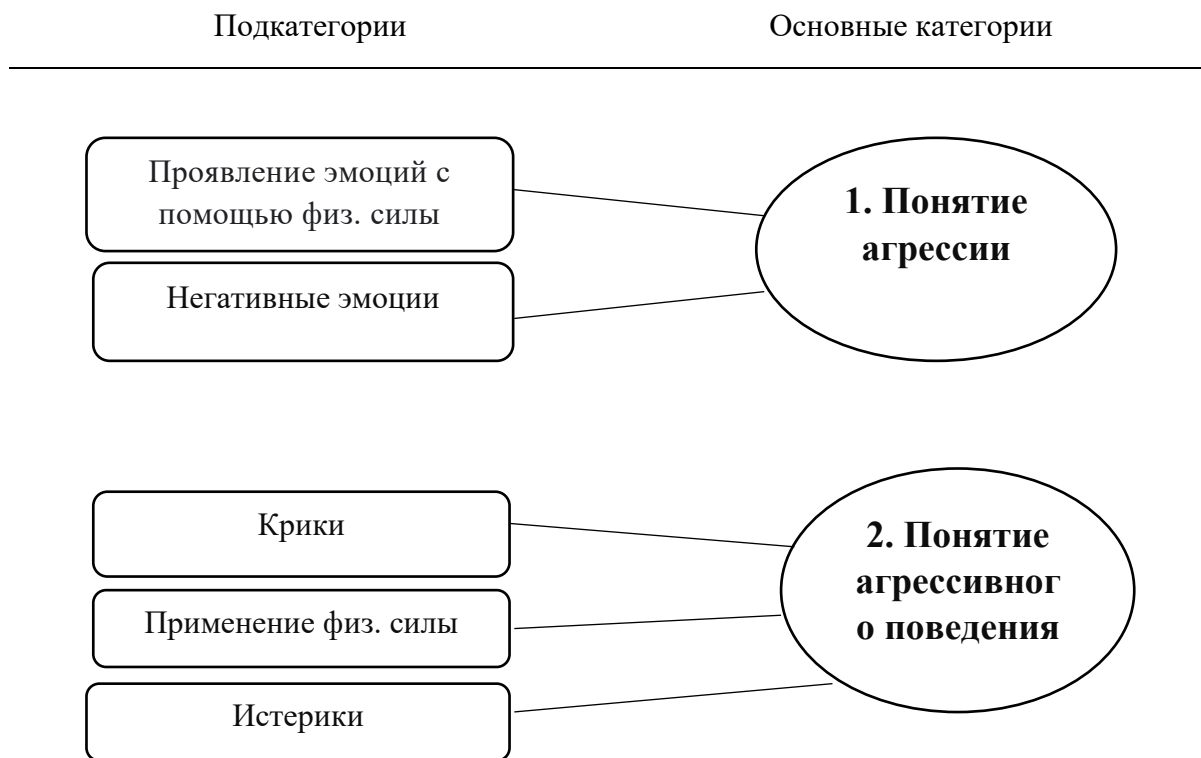 Подкатегории
Основные категории
Проявление эмоций с
помощью физ. силы
Негативные эмоции
1. Понятие
агрессии
Крики
Применение физ. силы
Истерики
2. Понятие
агрессивног
о поведения